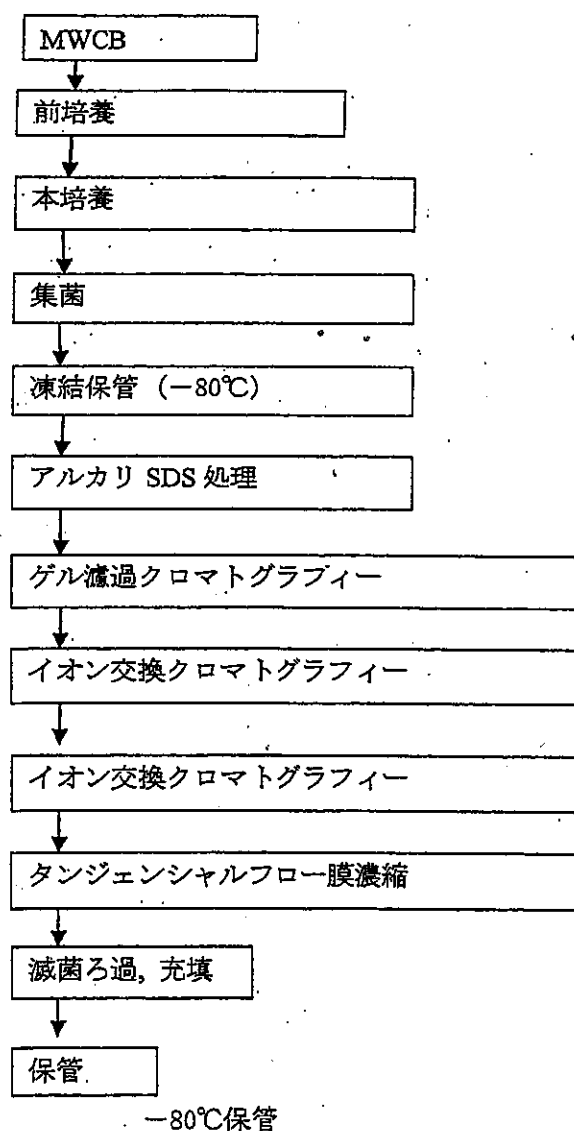 MWCB
前培養
本培養
集菌
凍結保管 (－80℃)
アルカリ SDS 処理
ゲル濾過クロマトグラフィー
イオン交換クロマトグラフィー
イオン交換クロマトグラフィー
タンジェンシャルフロー膜濃縮
滅菌ろ過, 充填
保管
－80℃保管